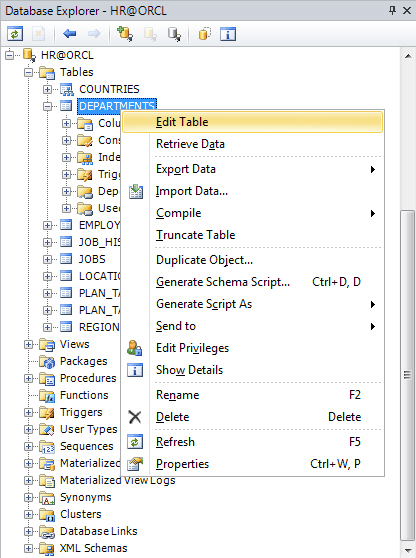 Database Explorer - HR@ORCL
HR@ORCL
Tables
COUNTRIES
DEPARTMENTS
Edit Table
Colu
Retrieve Data
Cons
Inde
Export Data
Trigg
Import Data...
Dep
Compile
Used
EMPLOY
Truncate Table
JOB_HIS
JOBS
Duplicate Object...
LOCATIO
Generate Schema Script... Ctrl+D, D
PLAN_TA
Generate Script As
PLAN_TA
REGION
Send to
Views
Edit Privileges
Packages
Procedures
Show Details
Functions
Rename F2
Triggers
Delete Delete
User Types
Sequences
Refresh F5
Materialized
Properties Ctrl+W, P
Materialized View Logs
Synonyms
Clusters
Database Links
XML Schemas